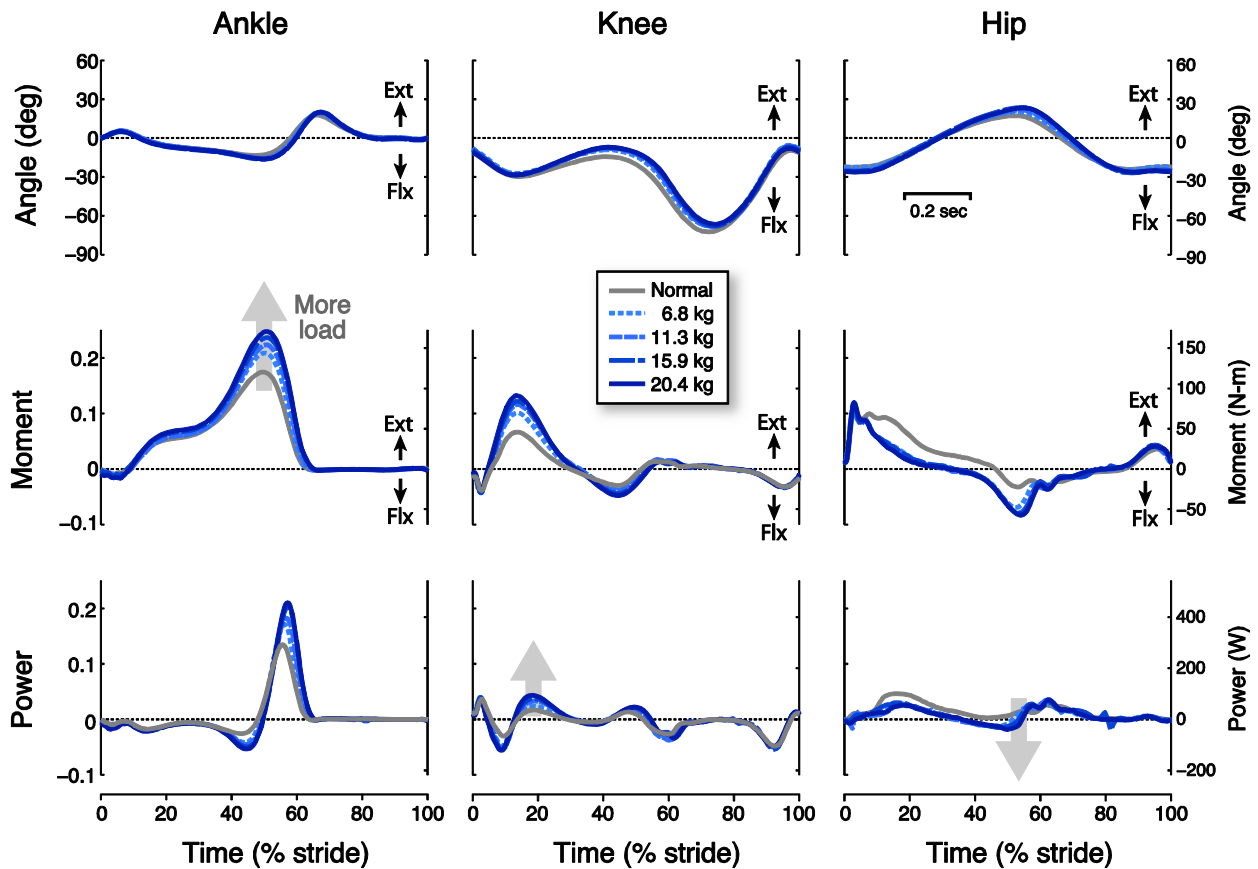 Ankle Knee Hip
60 60
Ext Ext Ext
30 30
0 0
−30 −30
Flx Flx Flx
0.2 sec
−60 −60
−90 −90
Angle (deg) Angle (deg)
More
load
Normal
6.8 kg
11.3 kg
15.9 kg
20.4 kg
0.2 150
100
0.1 50
Ext Ext Ext
0 0
Flx Flx Flx
−0.1 −50
Moment Moment (N-m)
0.2 400
0.1 200
0 0
−0.1 −200
Power Power (W)
0 20 40 60 80 100 0 20 40 60 80 100 0 20 40 60 80 100
Time (% stride) Time (% stride) Time (% stride)